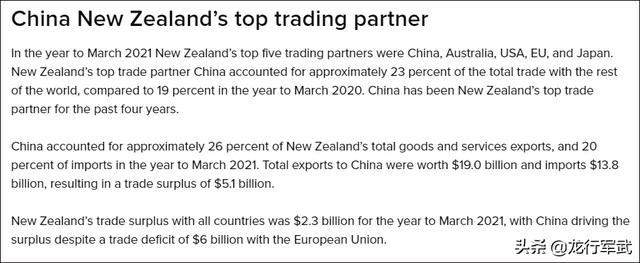 China New Zealand’s top trading partner
In the year to March 2021 New Zealand’s top five trading partners were China, Australia, USA, EU, and Japan.
New Zealand’s top trade partner China accounted for approximately 23 percent of the total trade with the rest
of the world, compared to 19 percent in the year to March 2020. China has been New Zealand’s top trade
partner for the past four years.
China accounted for approximately 26 percent of New Zealand’s total goods and services exports, and 20
percent of imports in the year to March 2021. Total exports to China were worth $19.0 billion and imports $13.8
billion, resulting in a trade surplus of $5.1 billion.
New Zealand’s trade surplus with all countries was $2.3 billion for the year to March 2021, with China driving the
surplus despite a trade deficit of $6 billion with the European Union.
头条 @龙行军武